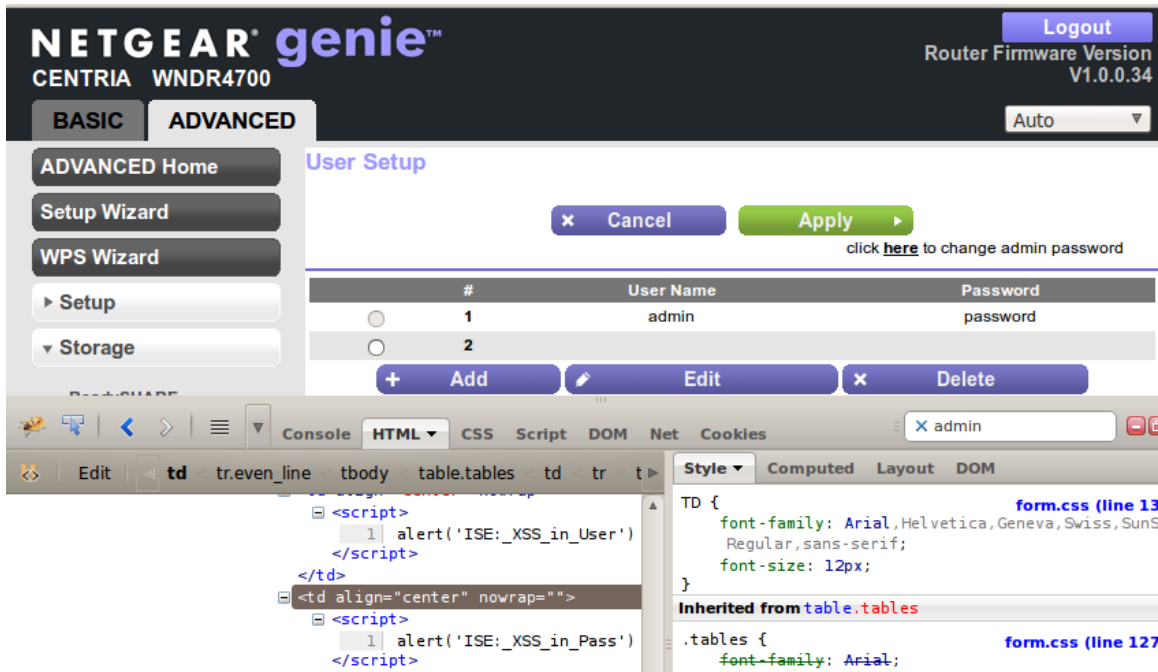 NETGEAR® genie™
Logout
Router Firmware Version
V1.0.0.34
CENTRIA WNDR4700
BASIC ADVANCED Auto
ADVANCED Home
User Setup
Setup Wizard
Cancel Apply
click here to change admin password
WPS Wizard
# User Name Password
Setup
1 admin password
Storage
2
Add Edit Delete
ReadySHARE
Console HTML CSS Script DOM Net Cookies admin
Edit td < tr.even_line < tbody < table.tables < td < tr < t
Style Computed Layout DOM
<script>
1 alert('ISE:_XSS_in_User')
</script>
</td>
<td align="center" nowrap="">
<script>
1 alert('ISE:_XSS_in_Pass')
</script>
TD { form.css (line 13
font-family: Arial,Helvetica,Geneva,Swiss,SunS
Regular,sans-serif;
font-size: 12px;
}
Inherited from table.tables
.tables { form.css (line 127
font-family: Arial;